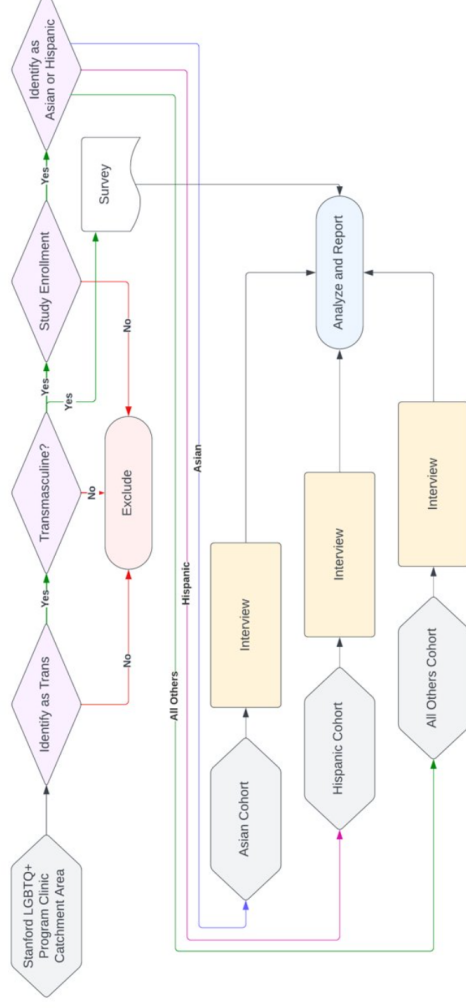 Stanford LGBTQ+
Program Clinic
Catchment Area
Identify as Trans
Yes
No
Transmasculine?
Yes
Yes
No
Exclude
Study Enrollment
Yes
No
Survey
Identify as
Asian or Hispanic
All Others
Hispanic
Asian
Asian Cohort
Interview
Hispanic Cohort
Interview
All Others Cohort
Interview
Analyze and Report